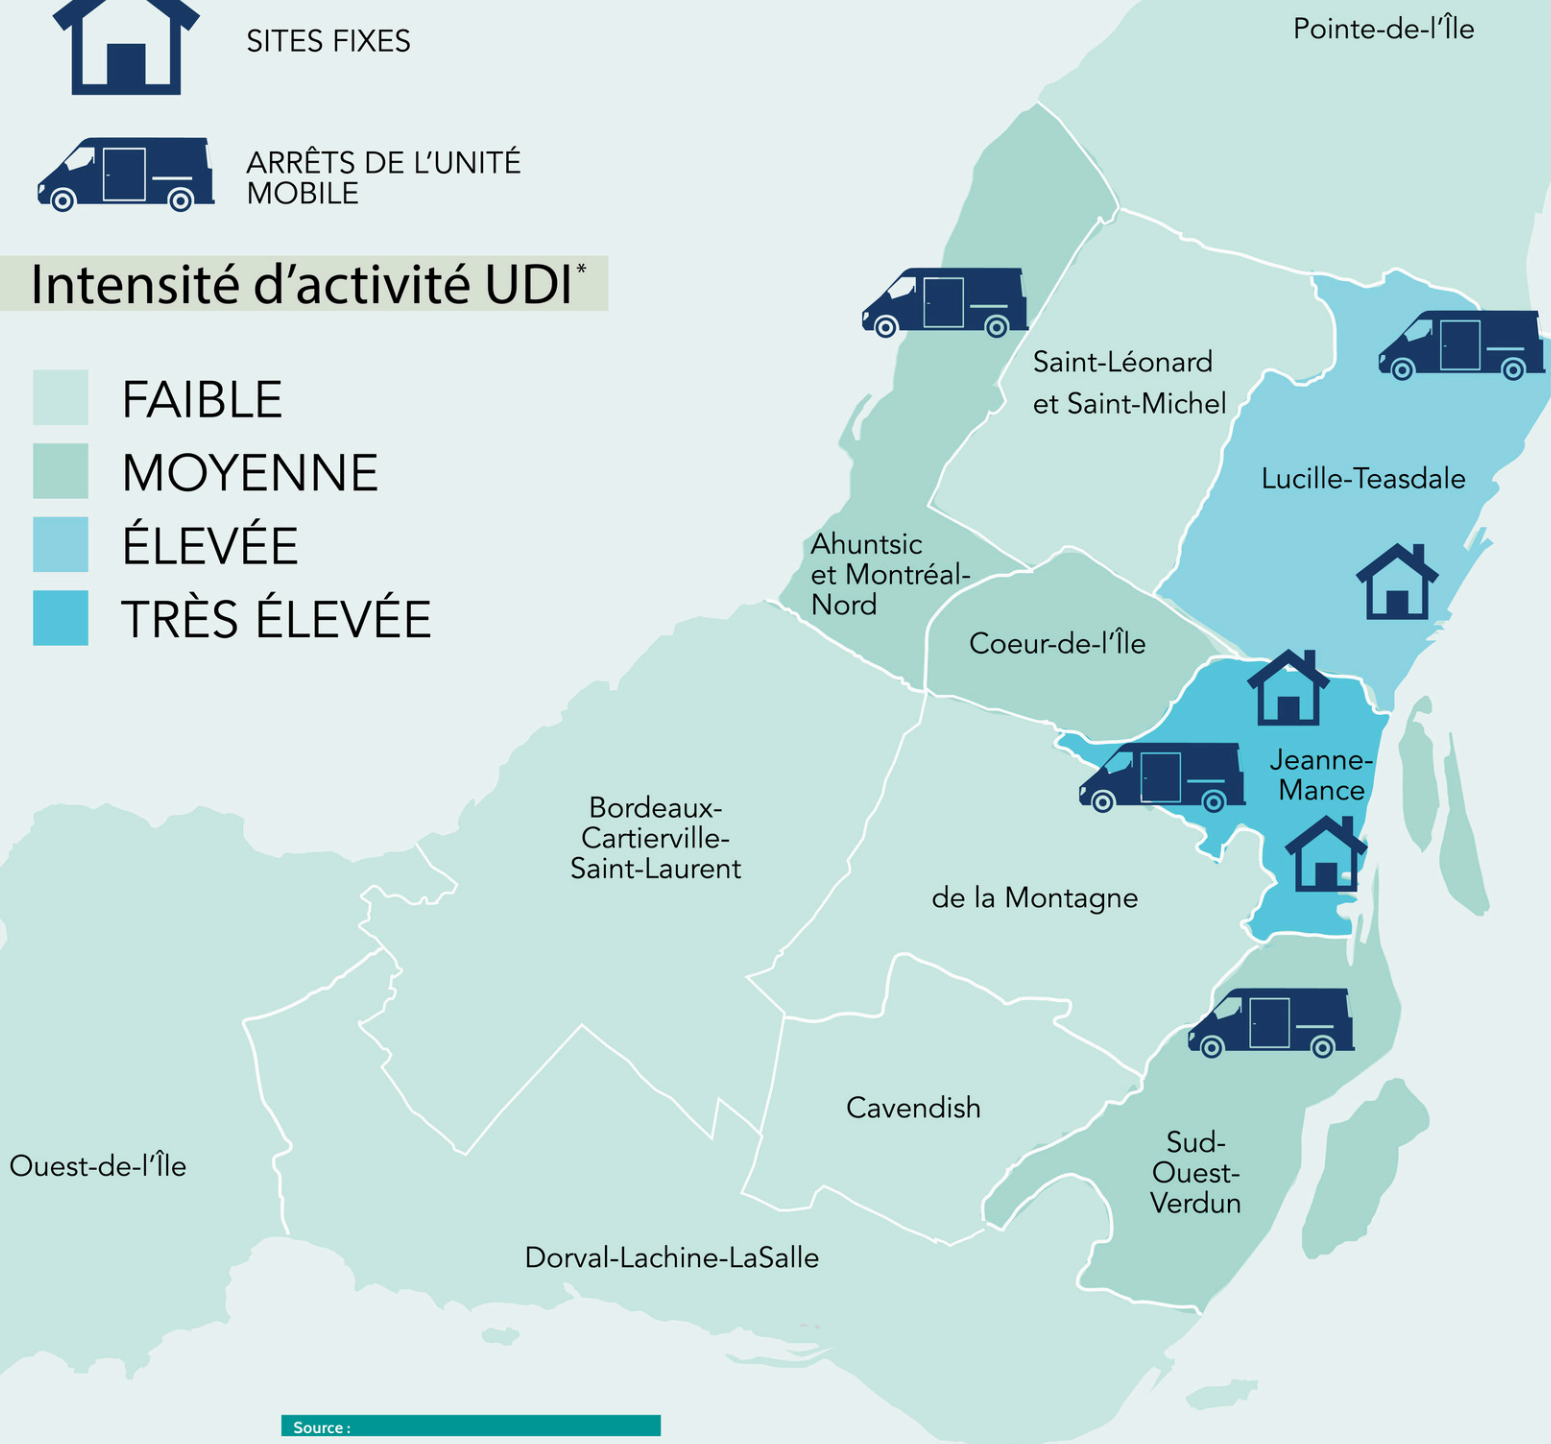 SITES FIXES
ARRÊTS DE L'UNITÉ
MOBILE
Intensité d'activité UDI*
FAIBLE
MOYENNE
ÉLEVÉE
TRÈS ÉLEVÉE
Pointe-de-l'Île
Saint-Léonard
et Saint-Michel
Lucille-Teasdale
Ahuntsic
et Montréal-
Nord
Coeur-de-l'Île
Jeanne-
Mance
Bordeaux-
Cartierville-
Saint-Laurent
de la Montagne
Cavendish
Sud-
Ouest-
Verdun
Ouest-de-l'Île
Dorval-Lachine-LaSalle
Source :